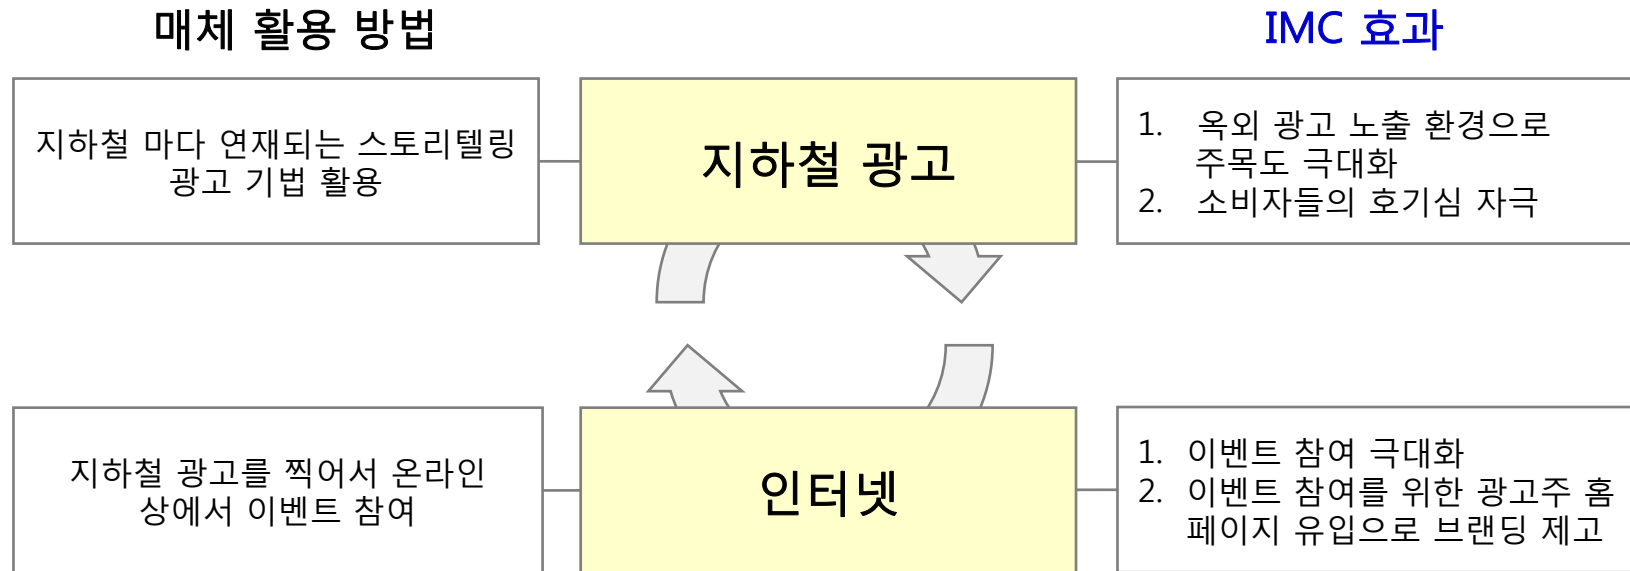 매체 활용 방법
IMC 효과
지하철 마다 연재되는 스토리텔링
광고 기법 활용
지하철 광고
1. 옥외 광고 노출 환경으로
주목도 극대화
2. 소비자들의 호기심 자극
지하철 광고를 찍어서 온라인
상에서 이벤트 참여
인터넷
1. 이벤트 참여 극대화
2. 이벤트 참여를 위한 광고주 홈
페이지 유입으로 브랜딩 제고